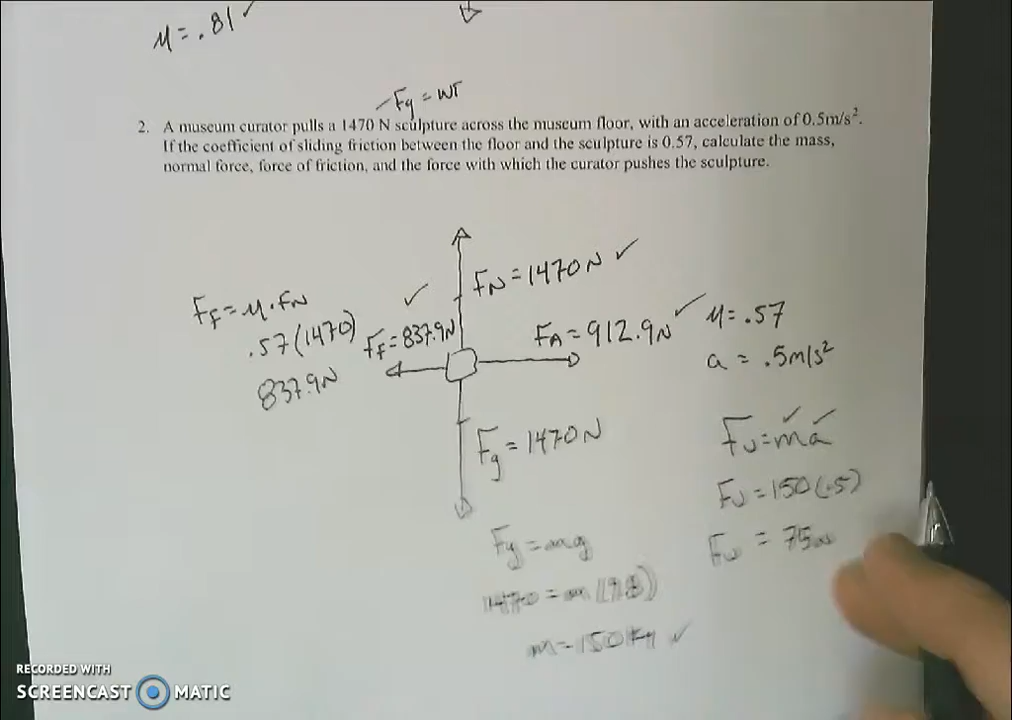 M = .81 ✓
Fg = WT
2. A museum curator pulls a 1470 N sculpture across the museum floor, with an acceleration of 0.5m/s².
If the coefficient of sliding friction between the floor and the sculpture is 0.57, calculate the mass,
normal force, force of friction, and the force with which the curator pushes the sculpture.
FN = 1470N ✓
FF = M · FN
.57(1470)
837.9N
✓
FF = 837.9N
FA = 912.9N ✓
M = .57
a = .5m/s²
Fg = 1470N
Fg = mg
1470 = m(9.8)
m = 150 Kg ✓
✓ ✓
FU = ma
FU = 150(.5)
FU = 75N
RECORDED WITH
SCREENCAST MATIC